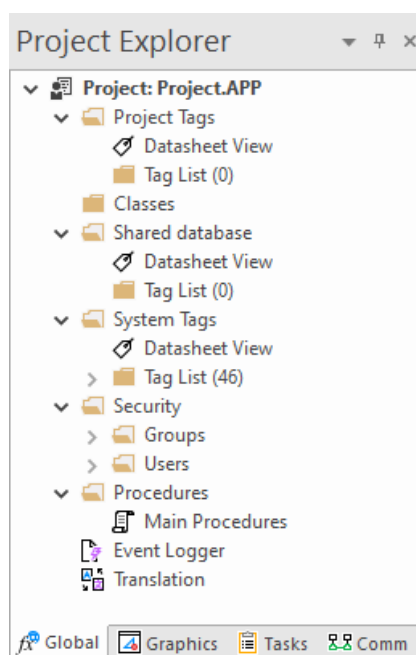 Project Explorer
Project: Project.APP
Project Tags
Datasheet View
Tag List (0)
Classes
Shared database
Datasheet View
Tag List (0)
System Tags
Datasheet View
Tag List (46)
Security
Groups
Users
Procedures
Main Procedures
Event Logger
Translation
Global Graphics Tasks Comm